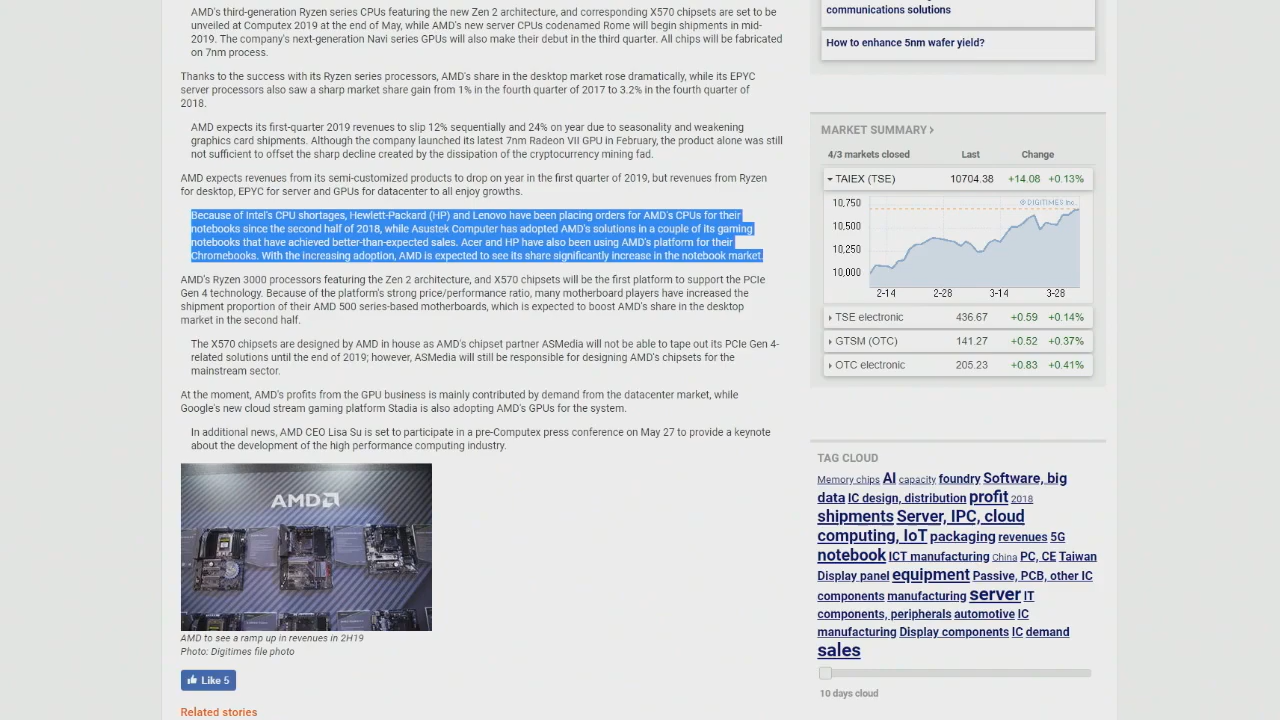 AMD's third-generation Ryzen series CPUs featuring the new Zen 2 architecture, and corresponding X570 chipsets are set to be
unveiled at Computex 2019 at the end of May, while AMD's new server CPUs codenamed Rome will begin shipments in mid-
2019. The company's next-generation Navi series GPUs will also make their debut in the third quarter. All chips will be fabricated
on 7nm process.
Thanks to the success with its Ryzen series processors, AMD's share in the desktop market rose dramatically, while its EPYC
server processors also saw a sharp market share gain from 1% in the fourth quarter of 2017 to 3.2% in the fourth quarter of
2018.
AMD expects its first-quarter 2019 revenues to slip 12% sequentially and 24% on year due to seasonality and weakening
graphics card shipments. Although the company launched its latest 7nm Radeon VII GPU in February, the product alone was still
not sufficient to offset the sharp decline created by the dissipation of the cryptocurrency mining fad.
AMD expects revenues from its semi-customized products to drop on year in the first quarter of 2019, but revenues from Ryzen
for desktop, EPYC for server and GPUs for datacenter to all enjoy growths.
Because of Intel's CPU shortages, Hewlett-Packard (HP) and Lenovo have been placing orders for AMD's CPUs for their
notebooks since the second half of 2018, while Asustek Computer has adopted AMD's solutions in a couple of its gaming
notebooks that have achieved better-than-expected sales. Acer and HP have also been using AMD's platform for their
Chromebooks. With the increasing adoption, AMD is expected to see its share significantly increase in the notebook market.
AMD's Ryzen 3000 processors featuring the Zen 2 architecture, and X570 chipsets will be the first platform to support the PCIe
Gen 4 technology. Because of the platform's strong price/performance ratio, many motherboard players have increased the
shipment proportion of their AMD 500 series-based motherboards, which is expected to boost AMD's share in the desktop
market in the second half.
The X570 chipsets are designed by AMD in house as AMD's chipset partner ASMedia will not be able to tape out its PCIe Gen 4-
related solutions until the end of 2019; however, ASMedia will still be responsible for designing AMD's chipsets for the
mainstream sector.
At the moment, AMD's profits from the GPU business is mainly contributed by demand from the datacenter market, while
Google's new cloud stream gaming platform Stadia is also adopting AMD's GPUs for the system.
In additional news, AMD CEO Lisa Su is set to participate in a pre-Computex press conference on May 27 to provide a keynote
about the development of the high performance computing industry.
AMD
AMD to see a ramp up in revenues in 2H19
Photo: Digitimes file photo
Like 5
Related stories
communications solutions
How to enhance 5nm wafer yield?
MARKET SUMMARY
4/3 markets closed Last Change
TAIEX (TSE) 10704.38 +14.08 +0.13%
© DIGITIMES Inc.
10,750
10,500
10,250
10,000
2-14 2-28 3-14 3-28
TSE electronic 436.67 +0.59 +0.14%
GTSM (OTC) 141.27 +0.52 +0.37%
OTC electronic 205.23 +0.83 +0.41%
TAG CLOUD
Memory chips AI capacity foundry Software, big
data IC design, distribution profit 2018
shipments Server, IPC, cloud
computing, IoT packaging revenues 5G
notebook ICT manufacturing China PC, CE Taiwan
Display panel equipment Passive, PCB, other IC
components manufacturing server IT
components, peripherals automotive IC
manufacturing Display components IC demand
sales
10 days cloud